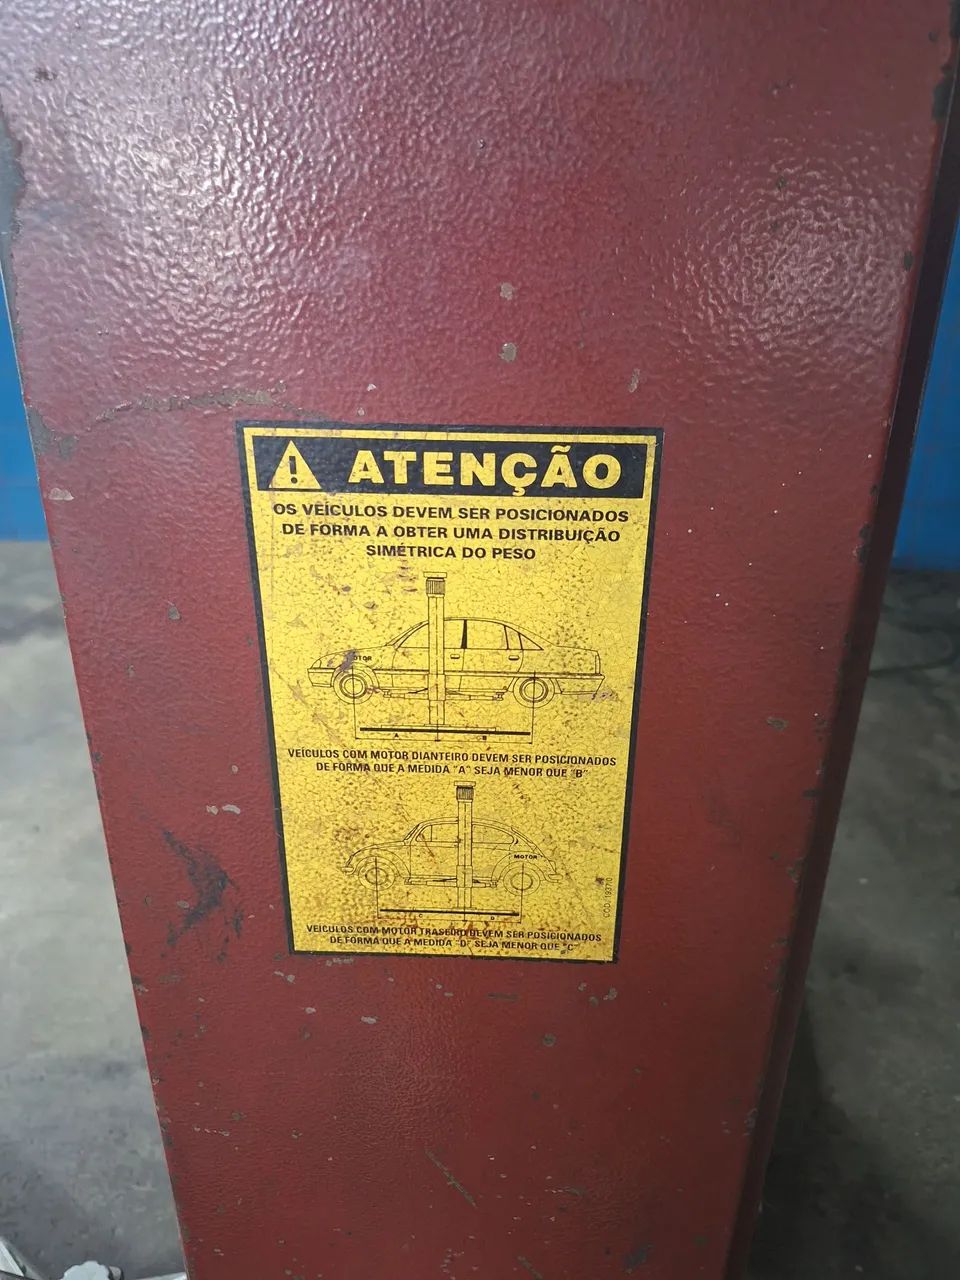 ATENÇÃO
OS VEÍCULOS DEVEM SER POSICIONADOS
DE FORMA A OBTER UMA DISTRIBUIÇÃO
SIMÉTRICA DO PESO
MOTOR
A B
VEÍCULOS COM MOTOR DIANTEIRO DEVEM SER POSICIONADOS
DE FORMA QUE A MEDIDA "A" SEJA MENOR QUE "B"
MOTOR
C D
VEÍCULOS COM MOTOR TRASEIRO DEVEM SER POSICIONADOS
DE FORMA QUE A MEDIDA "D" SEJA MENOR QUE "C"